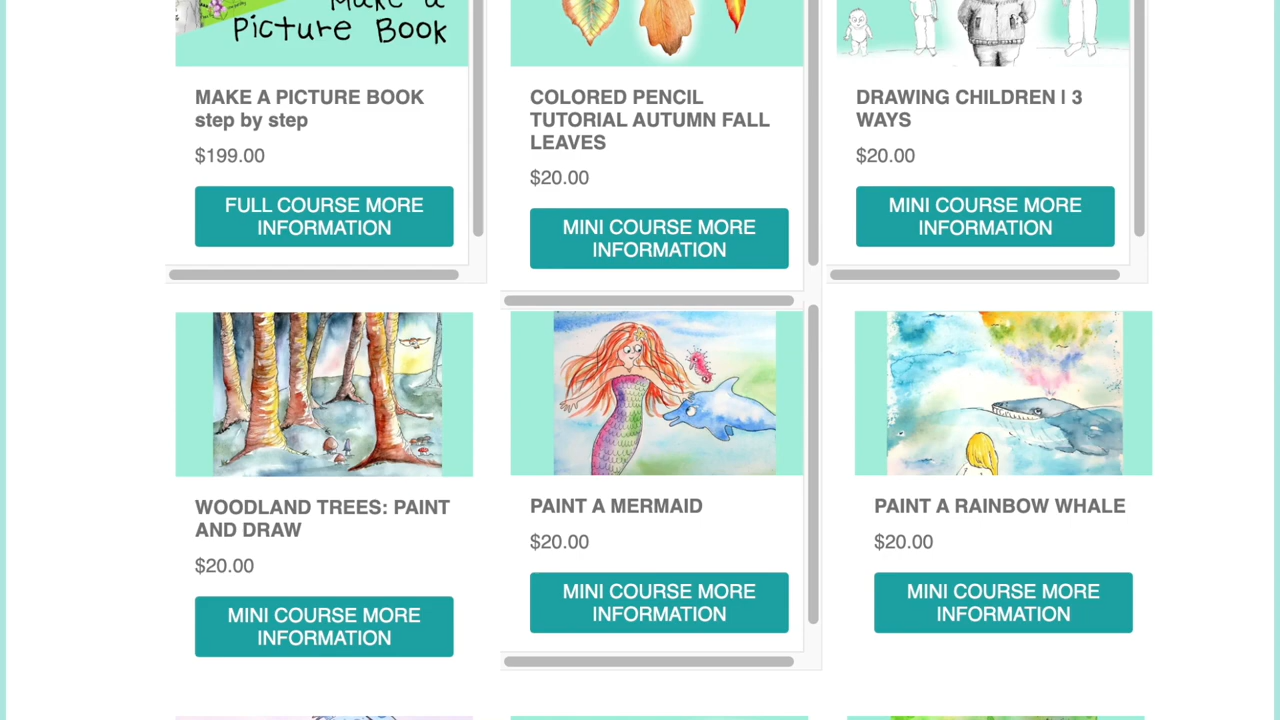 Make a
Picture Book
MAKE A PICTURE BOOK
step by step
$199.00
FULL COURSE MORE
INFORMATION
COLORED PENCIL
TUTORIAL AUTUMN FALL
LEAVES
$20.00
MINI COURSE MORE
INFORMATION
DRAWING CHILDREN | 3
WAYS
$20.00
MINI COURSE MORE
INFORMATION
WOODLAND TREES: PAINT
AND DRAW
$20.00
MINI COURSE MORE
INFORMATION
PAINT A MERMAID
$20.00
MINI COURSE MORE
INFORMATION
PAINT A RAINBOW WHALE
$20.00
MINI COURSE MORE
INFORMATION